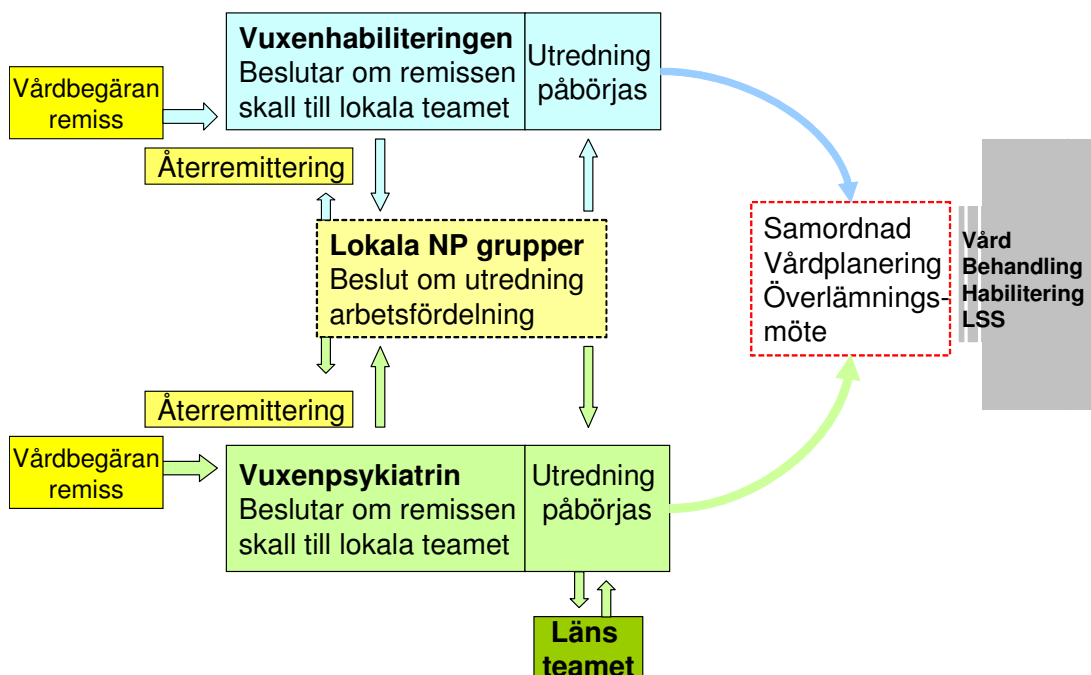 Vårdbegäran
remiss
Vuxenhabiliteringen
Beslutar om remissen
skall till lokala teamet
Utredning
påbörjas
Återremittering
Lokala NP grupper
Beslut om utredning
arbetsfördelning
Samordnad
Vårdplanering
Överlämnings-
möte
Vård
Behandling
Habilitering
LSS
Återremittering
Vårdbegäran
remiss
Vuxenpsykiatrin
Beslutar om remissen
skall till lokala teamet
Utredning
påbörjas
Läns
teamet